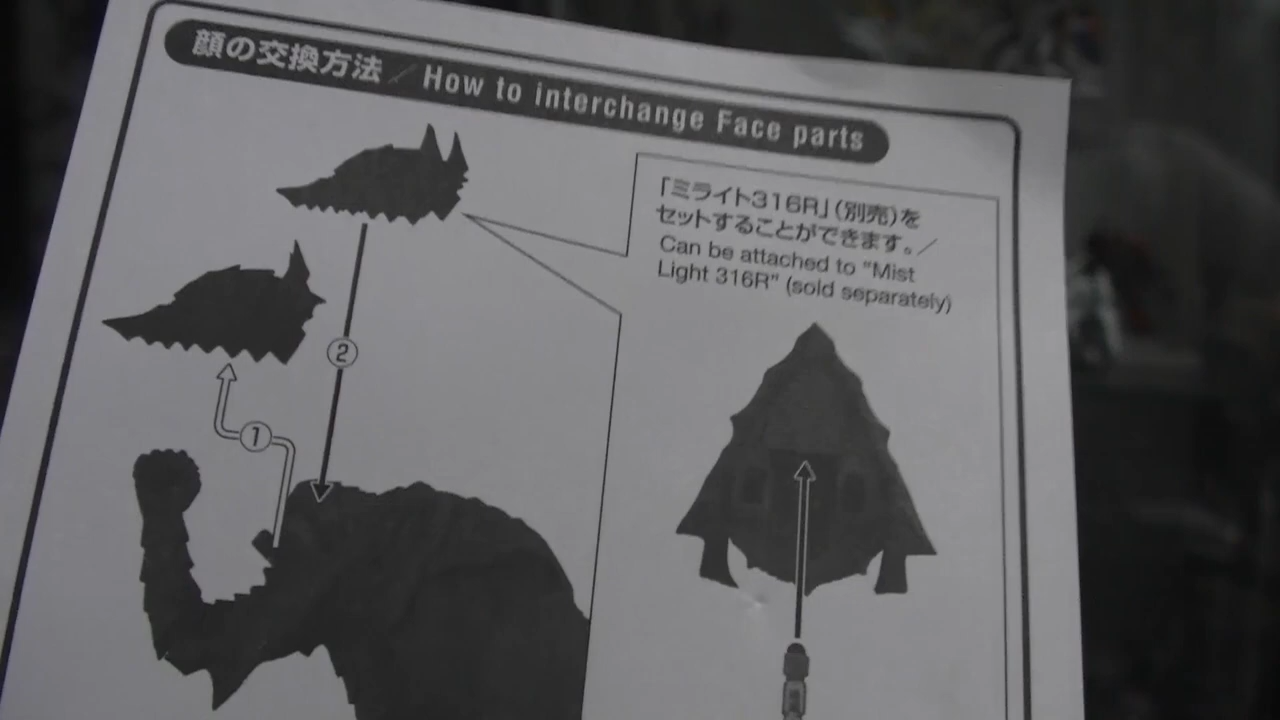 顔の交換方法／How to interchange Face parts
「ミライト316R」（別売）を
セットすることができます。／
Can be attached to “Mist
Light 316R” (sold separately)
②
①